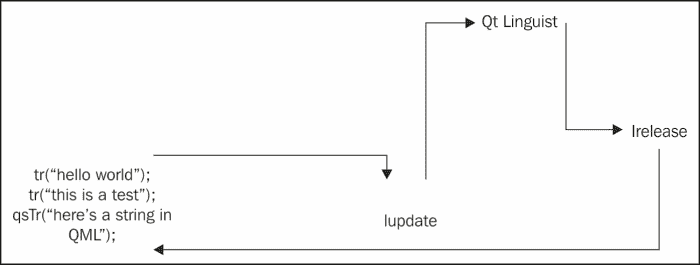 Qt Linguist
lrelease
tr(“hello world”);
tr(“this is a test”);
qsTr(“here’s a string in
QML”);
lupdate